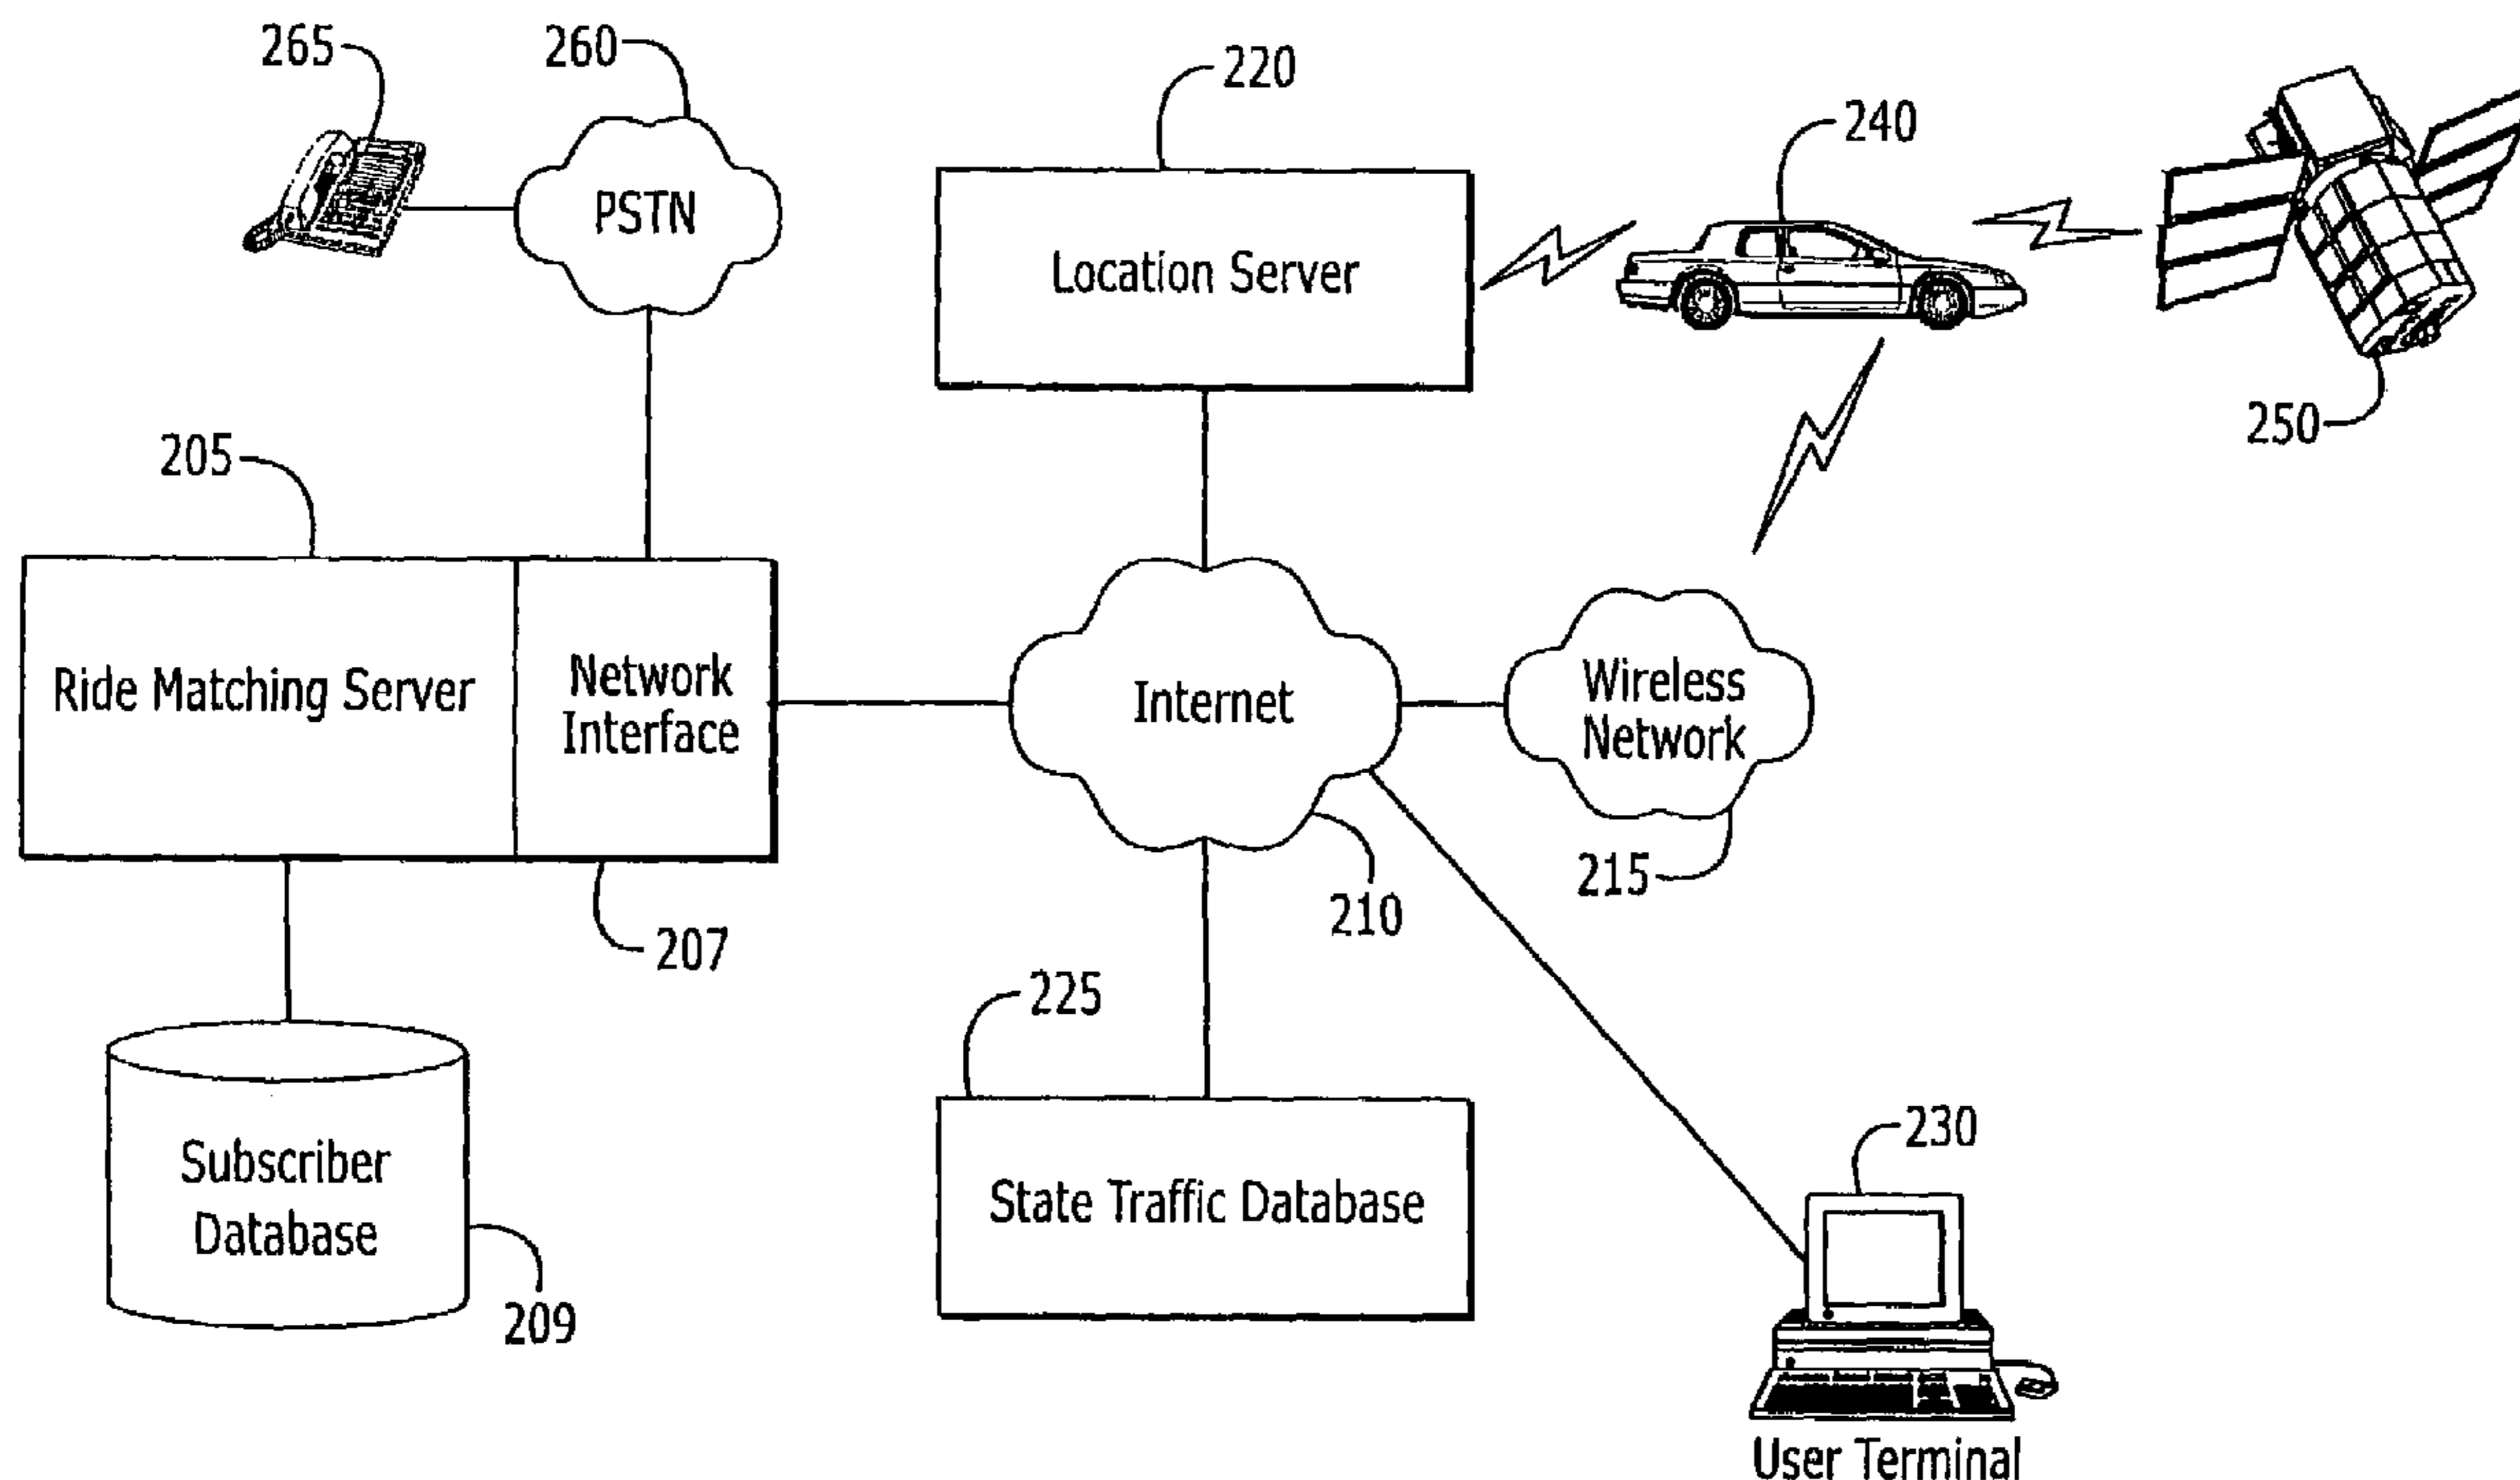 265
260
220
240
PSTN
Location Server
250
205
Ride Matching Server
Network
Interface
Internet
Wireless
Network
215
210
207
225
Subscriber
Database
State Traffic Database
230
209
User Terminal